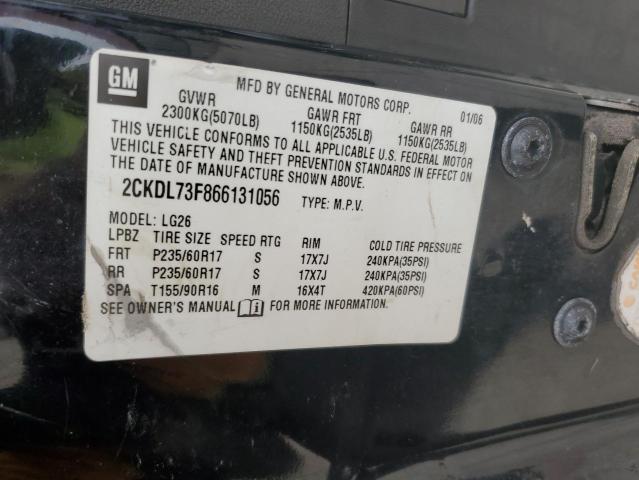 GM
MFD BY GENERAL MOTORS CORP. 01/06
GVWR GAWR FRT GAWR RR
2300KG(5070LB) 1150KG(2535LB) 1150KG(2535LB)
THIS VEHICLE CONFORMS TO ALL APPLICABLE U.S. FEDERAL MOTOR
VEHICLE SAFETY AND THEFT PREVENTION STANDARDS IN EFFECT ON
THE DATE OF MANUFACTURE SHOWN ABOVE.
2CKDL73F866131056 TYPE: M.P.V.
MODEL: LG26
LPBZ TIRE SIZE SPEED RTG RIM COLD TIRE PRESSURE
FRT P235/60R17 S 17X7J 240KPA(35PSI)
RR P235/60R17 S 17X7J 240KPA(35PSI)
SPA T155/90R16 M 16X4T 420KPA(60PSI)
SEE OWNER'S MANUAL FOR MORE INFORMATION.